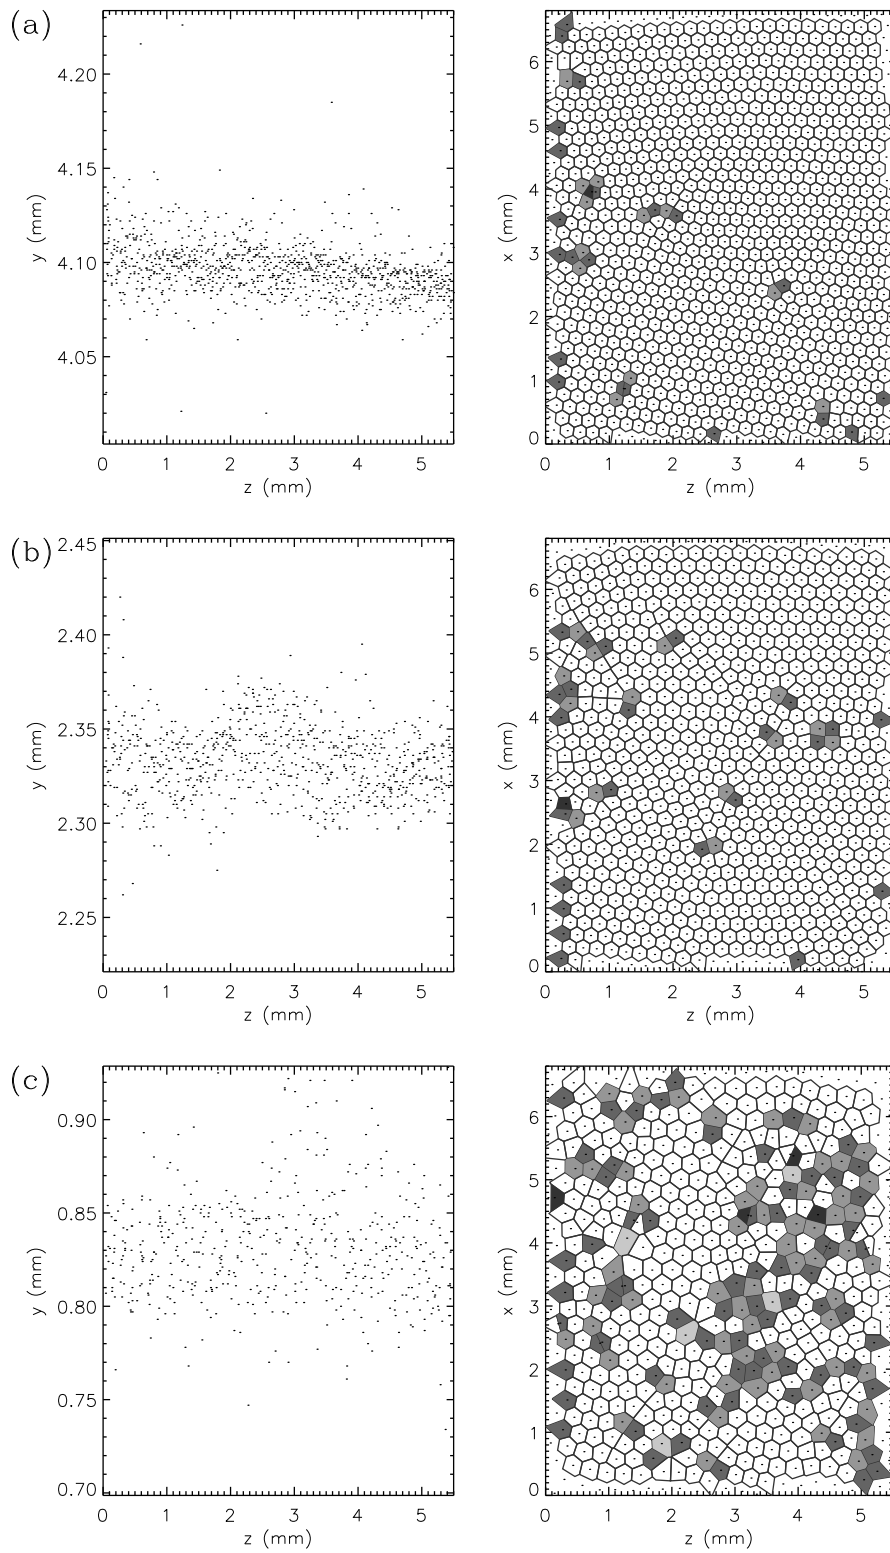 (a)
4.20
4.15
4.10
4.05
y (mm)
0 1 2 3 4 5
z (mm)
6
5
4
3
2
1
0
x (mm)
0 1 2 3 4 5
z (mm)
(b)
2.45
2.40
2.35
2.30
2.25
y (mm)
0 1 2 3 4 5
z (mm)
6
5
4
3
2
1
0
x (mm)
0 1 2 3 4 5
z (mm)
(c)
0.90
0.85
0.80
0.75
0.70
y (mm)
0 1 2 3 4 5
z (mm)
6
5
4
3
2
1
0
x (mm)
0 1 2 3 4 5
z (mm)